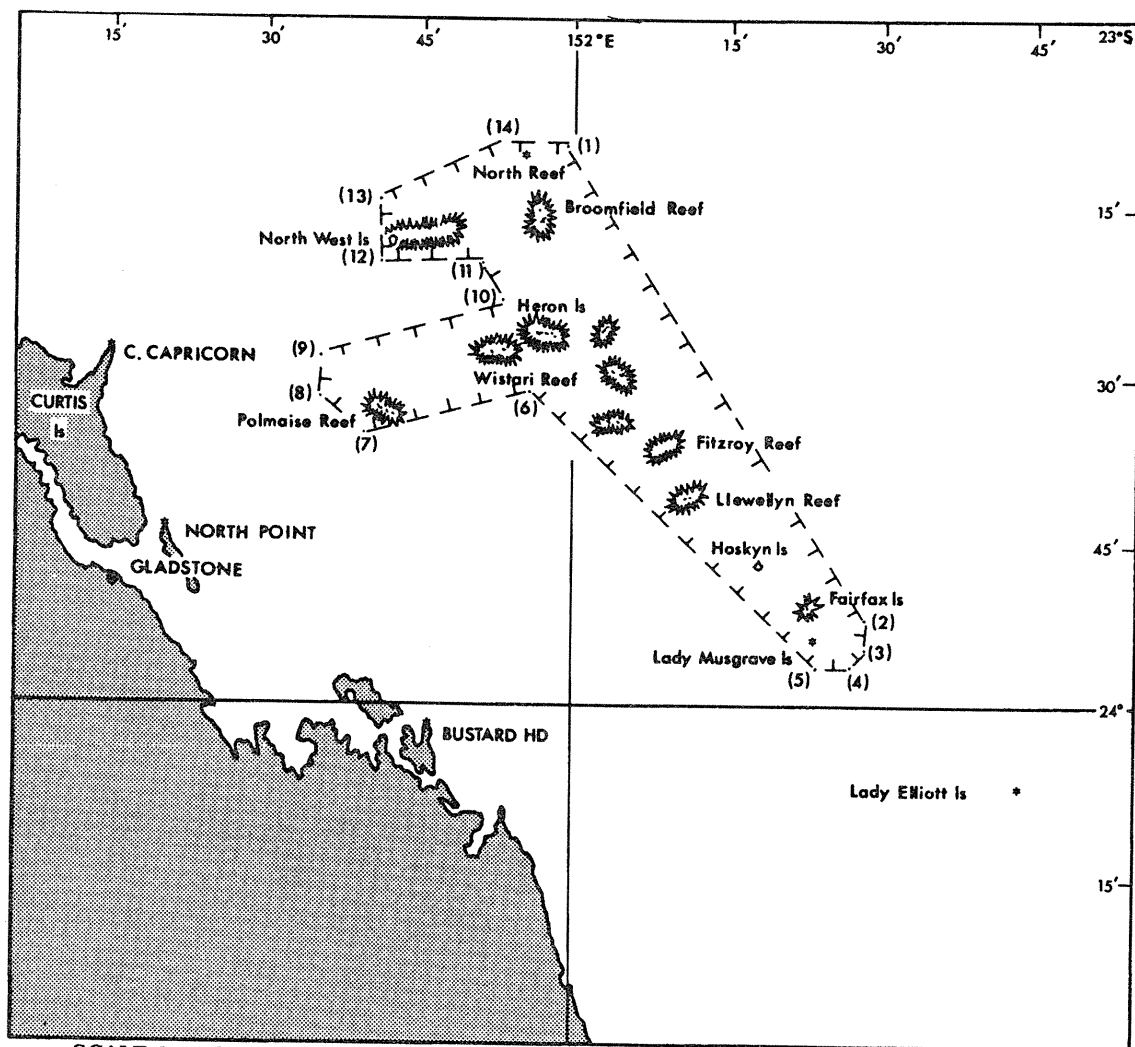 15′ 30′ 45′ 152°E 15′ 30′ 45′ 23°S
(14) (1)
North Reef
(13)
Broomfield Reef
15′
North West Is
(12) (11)
(10)
Heron Is
C. CAPRICORN
(9)
Wistari Reef
30′
(8)
CURTIS
Is
(6)
Polmaise Reef
(7)
Fitzroy Reef
Llewellyn Reef
NORTH POINT
Hoskyn Is
45′
GLADSTONE
Fairfax Is
(2)
Lady Musgrave Is
(3)
(5) (4)
24°
BUSTARD HD
Lady Elliott Is
15′